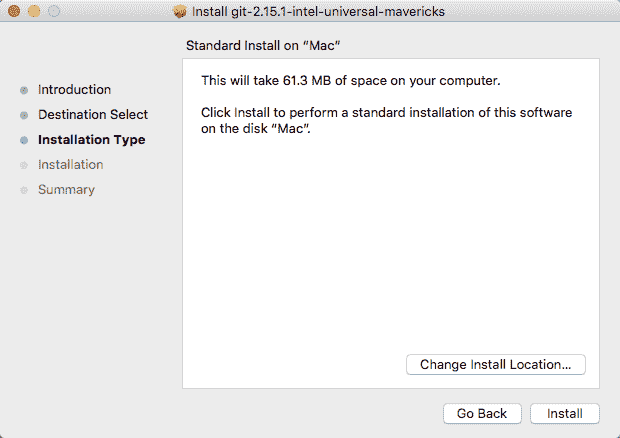 Install git-2.15.1-intel-universal-mavericks
Standard Install on “Mac”
Introduction
Destination Select
Installation Type
Installation
Summary
This will take 61.3 MB of space on your computer.
Click Install to perform a standard installation of this software
on the disk “Mac”.
Change Install Location...
Go Back
Install